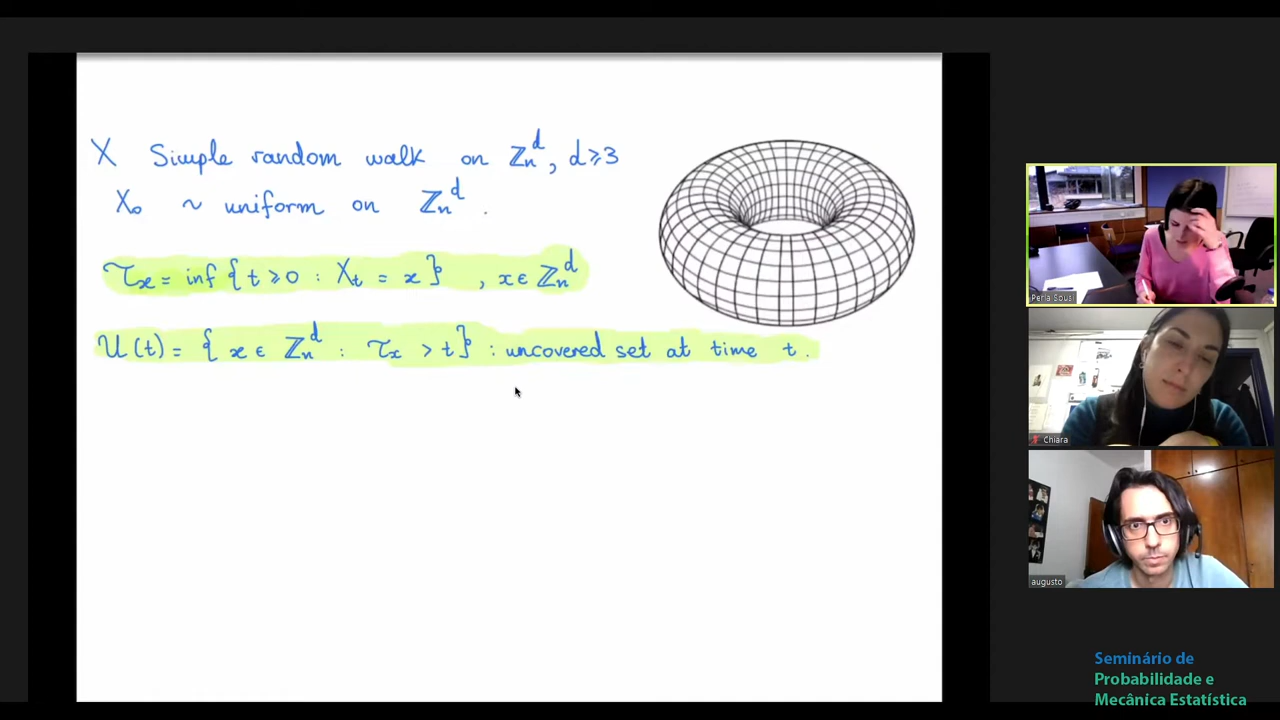 X Simple random walk on ℤₙᵈ, d≥3
X₀ ~ uniform on ℤₙᵈ.
τₓ = inf { t ≥ 0 : Xₜ = x } , x ∈ ℤₙᵈ
U(t) = { x ∈ ℤₙᵈ : τₓ > t } : uncovered set at time t.
Perla Sousi
Chiara
augusto
Seminário de
Probabilidade e
Mecânica Estatística